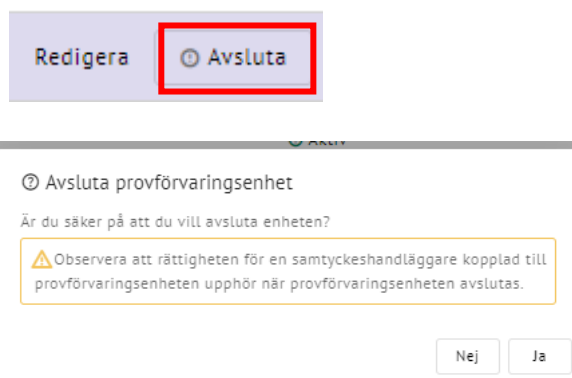 Redigera Avsluta
Aktiv
Avsluta provförvaringsenhet
Är du säker på att du vill avsluta enheten?
Observera att rättigheten för en samtyckeshandläggare kopplad till
provförvaringsenheten upphör när provförvaringsenheten avslutas.
Nej Ja